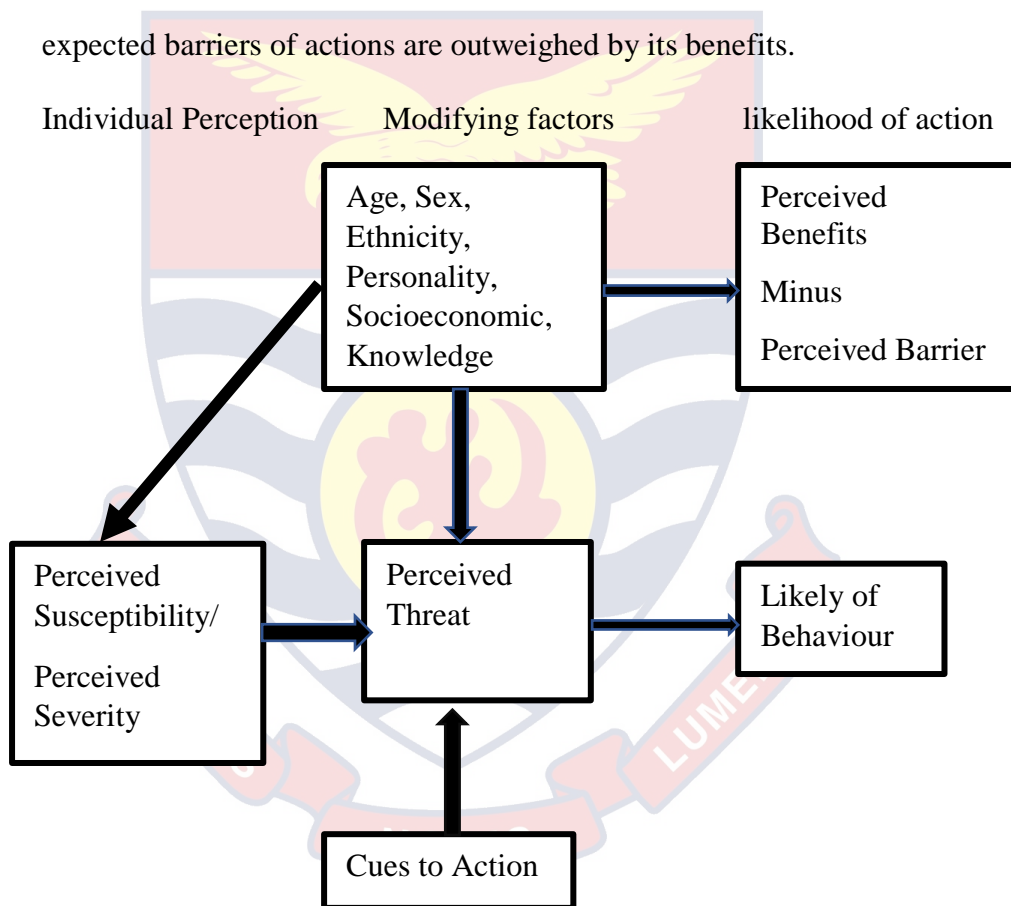 expected barriers of actions are outweighed by its benefits.
Individual Perception Modifying factors likelihood of action
Age, Sex,
Ethnicity,
Personality,
Socioeconomic,
Knowledge
Perceived
Benefits
Minus
Perceived Barrier
Perceived
Susceptibility/
Perceived
Severity
Perceived
Threat
Likely of
Behaviour
Cues to Action